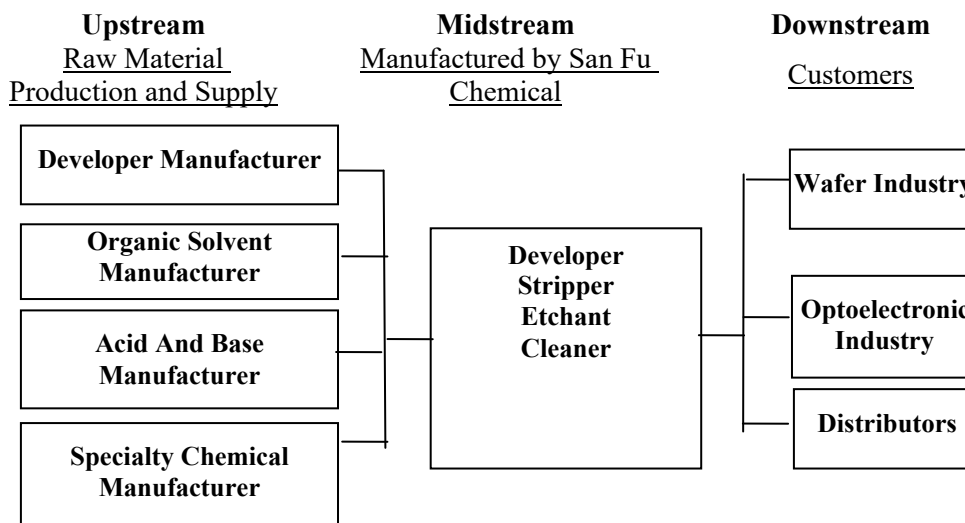 Upstream
Raw Material
Production and Supply
Midstream
Manufactured by San Fu
Chemical
Downstream
Customers
Developer Manufacturer
Organic Solvent
Manufacturer
Acid And Base
Manufacturer
Specialty Chemical
Manufacturer
Developer
Stripper
Etchant
Cleaner
Wafer Industry
Optoelectronic
Industry
Distributors